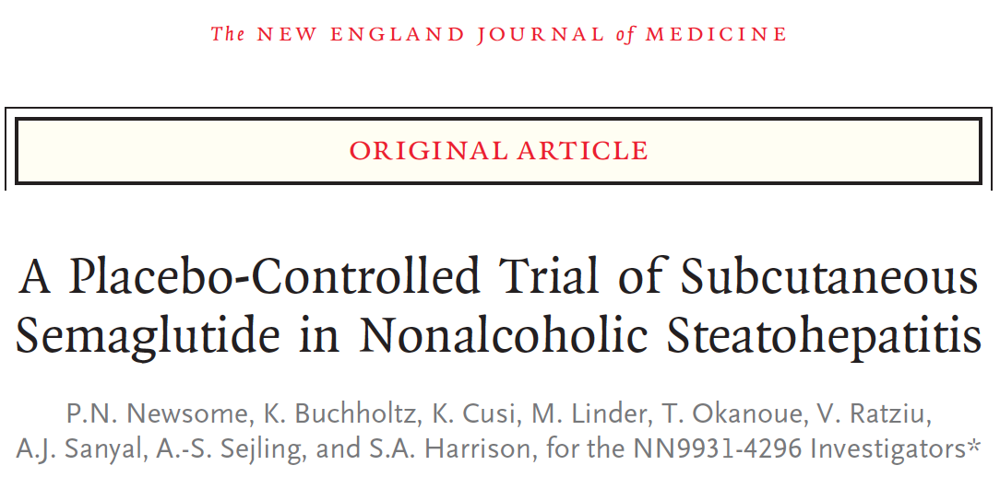 The NEW ENGLAND JOURNAL of MEDICINE
ORIGINAL ARTICLE
A Placebo-Controlled Trial of Subcutaneous
Semaglutide in Nonalcoholic Steatohepatitis
P.N. Newsome, K. Buchholtz, K. Cusi, M. Linder, T. Okanoue, V. Ratziu,
A.J. Sanyal, A.-S. Sejling, and S.A. Harrison, for the NN9931-4296 Investigators*